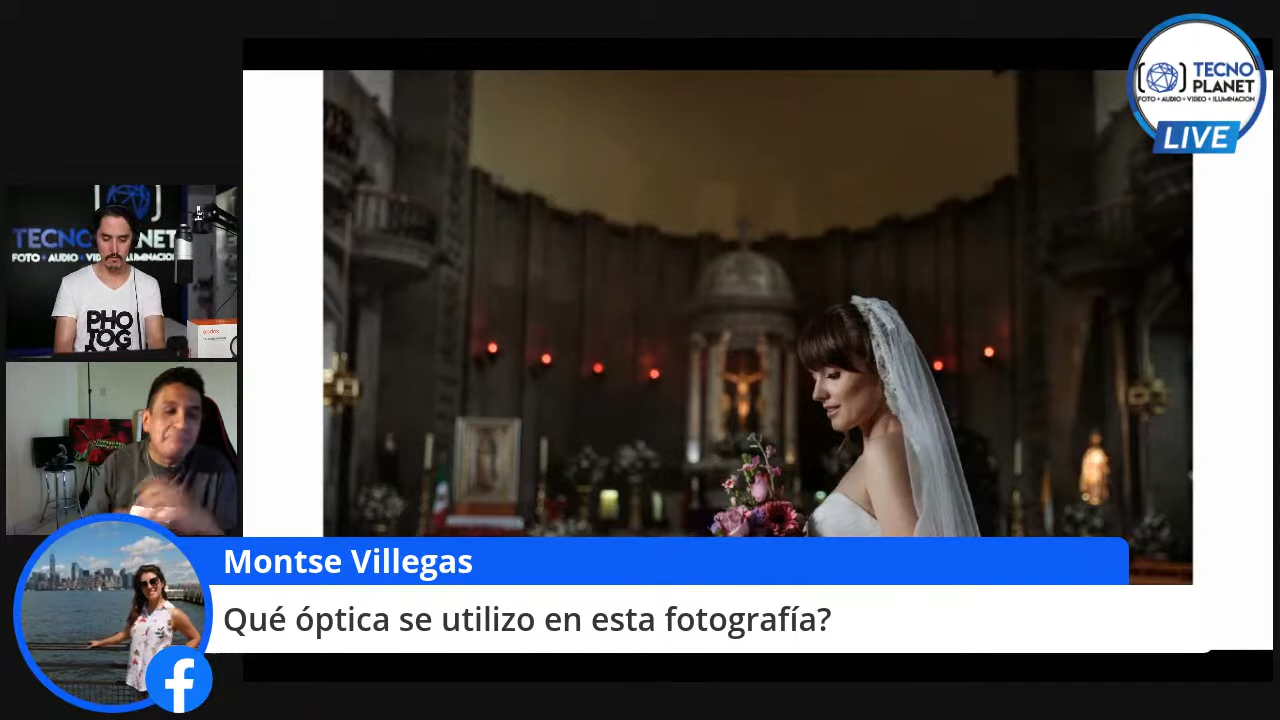 TECNO
PLANET
FOTO + AUDIO + VIDEO + ILUMINACION
LIVE
TECNO PLANET
FOTO + AUDIO + VIDEO + ILUMINACION
PHO
TOG
godox
Montse Villegas
Qué óptica se utilizo en esta fotografía?